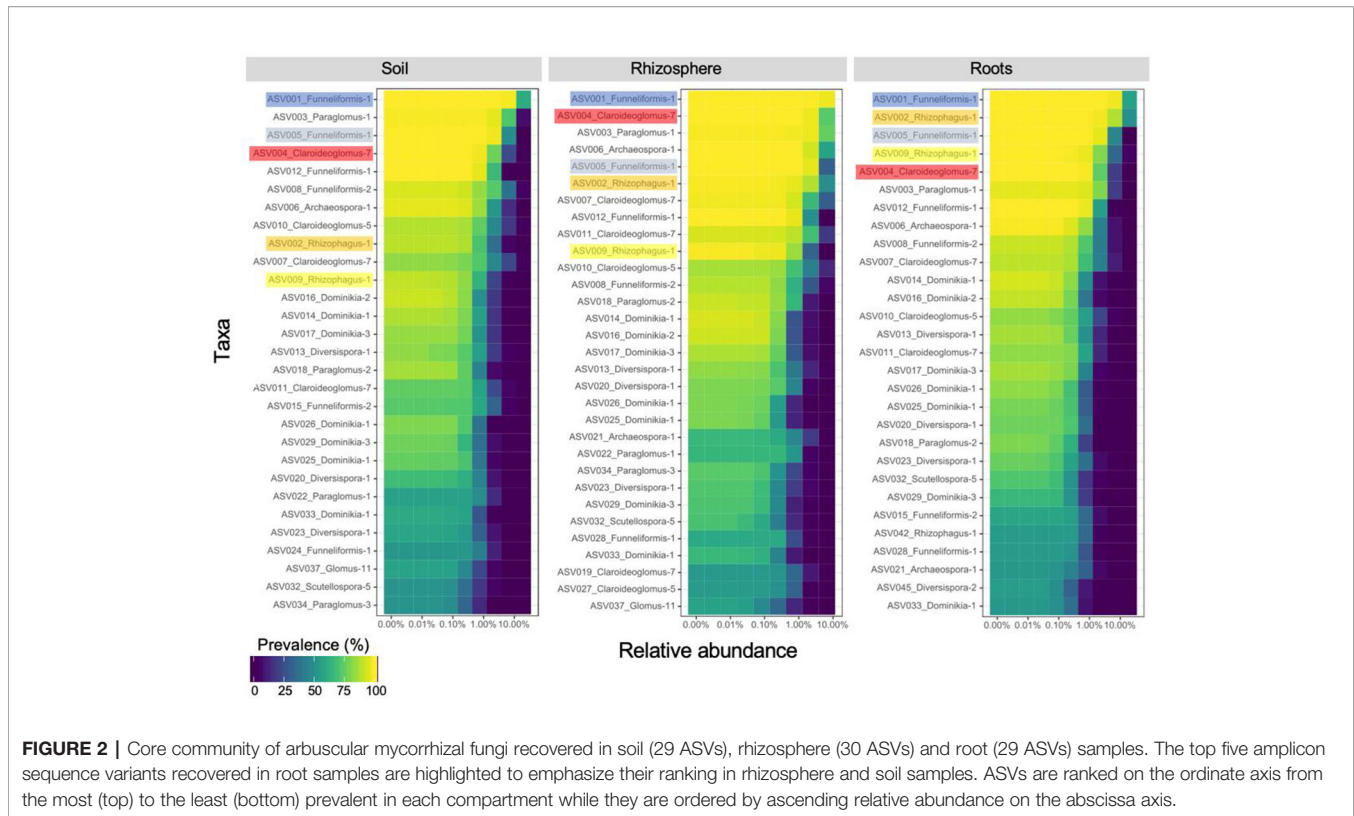 Soil
Rhizosphere
Roots
Taxa
ASV001_Funneliformis-1
ASV003_Paraglomus-1
ASV005_Funneliformis-1
ASV004_Claroideoglomus-7
ASV012_Funneliformis-1
ASV008_Funneliformis-2
ASV006_Archaeospora-1
ASV010_Claroideoglomus-5
ASV002_Rhizophagus-1
ASV007_Claroideoglomus-7
ASV009_Rhizophagus-1
ASV016_Dominikia-2
ASV014_Dominikia-1
ASV017_Dominikia-3
ASV013_Diversispora-1
ASV018_Paraglomus-2
ASV011_Claroideoglomus-7
ASV015_Funneliformis-2
ASV026_Dominikia-1
ASV029_Dominikia-3
ASV025_Dominikia-1
ASV020_Diversispora-1
ASV022_Paraglomus-1
ASV033_Dominikia-1
ASV023_Diversispora-1
ASV024_Funneliformis-1
ASV037_Glomus-11
ASV032_Scutellospora-5
ASV034_Paraglomus-3
0.00% 0.01% 0.10% 1.00% 10.00%
ASV001_Funneliformis-1
ASV004_Claroideoglomus-7
ASV003_Paraglomus-1
ASV006_Archaeospora-1
ASV005_Funneliformis-1
ASV002_Rhizophagus-1
ASV007_Claroideoglomus-7
ASV012_Funneliformis-1
ASV011_Claroideoglomus-7
ASV009_Rhizophagus-1
ASV010_Claroideoglomus-5
ASV008_Funneliformis-2
ASV018_Paraglomus-2
ASV014_Dominikia-1
ASV016_Dominikia-2
ASV017_Dominikia-3
ASV013_Diversispora-1
ASV020_Diversispora-1
ASV026_Dominikia-1
ASV025_Dominikia-1
ASV021_Archaeospora-1
ASV022_Paraglomus-1
ASV034_Paraglomus-3
ASV023_Diversispora-1
ASV029_Dominikia-3
ASV032_Scutellospora-5
ASV028_Funneliformis-1
ASV033_Dominikia-1
ASV019_Claroideoglomus-7
ASV027_Claroideoglomus-5
ASV037_Glomus-11
0.00% 0.01% 0.10% 1.00% 10.00%
ASV001_Funneliformis-1
ASV002_Rhizophagus-1
ASV005_Funneliformis-1
ASV009_Rhizophagus-1
ASV004_Claroideoglomus-7
ASV003_Paraglomus-1
ASV012_Funneliformis-1
ASV006_Archaeospora-1
ASV008_Funneliformis-2
ASV007_Claroideoglomus-7
ASV014_Dominikia-1
ASV016_Dominikia-2
ASV010_Claroideoglomus-5
ASV013_Diversispora-1
ASV011_Claroideoglomus-7
ASV017_Dominikia-3
ASV026_Dominikia-1
ASV025_Dominikia-1
ASV020_Diversispora-1
ASV018_Paraglomus-2
ASV023_Diversispora-1
ASV032_Scutellospora-5
ASV029_Dominikia-3
ASV015_Funneliformis-2
ASV042_Rhizophagus-1
ASV028_Funneliformis-1
ASV021_Archaeospora-1
ASV045_Diversispora-2
ASV033_Dominikia-1
0.00% 0.01% 0.10% 1.00% 10.00%
Relative abundance
Prevalence (%)
0 25 50 75 100
FIGURE 2 | Core community of arbuscular mycorrhizal fungi recovered in soil (29 ASVs), rhizosphere (30 ASVs) and root (29 ASVs) samples. The top five amplicon
sequence variants recovered in root samples are highlighted to emphasize their ranking in rhizosphere and soil samples. ASVs are ranked on the ordinate axis from
the most (top) to the least (bottom) prevalent in each compartment while they are ordered by ascending relative abundance on the abscissa axis.